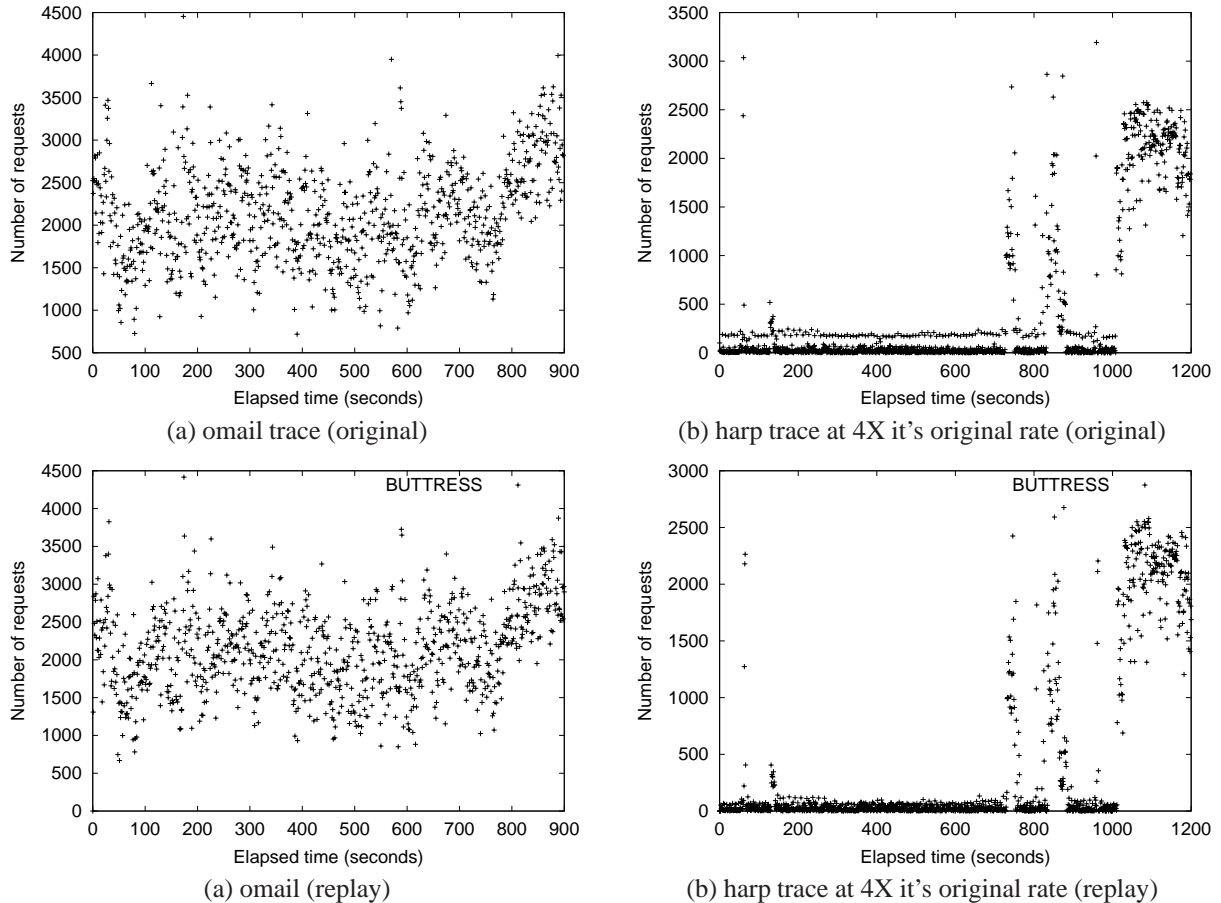 4500
4000
3500
3000
2500
2000
1500
1000
500
Number of requests
0 100 200 300 400 500 600 700 800 900
Elapsed time (seconds)
(a) omail trace (original)
3500
3000
2500
2000
1500
1000
500
0
Number of requests
0 200 400 600 800 1000 1200
Elapsed time (seconds)
(b) harp trace at 4X it's original rate (original)
4500
4000
3500
3000
2500
2000
1500
1000
500
0
Number of requests
BUTTRESS
0 100 200 300 400 500 600 700 800 900
Elapsed time (seconds)
(a) omail (replay)
3000
2500
2000
1500
1000
500
0
Number of requests
BUTTRESS
0 200 400 600 800 1000 1200
Elapsed time (seconds)
(b) harp trace at 4X it's original rate (replay)